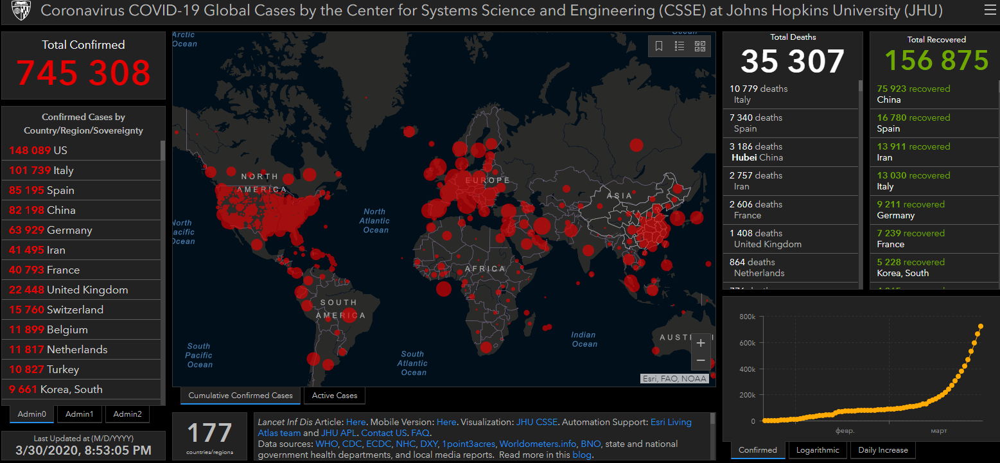 Coronavirus COVID-19 Global Cases by the Center for Systems Science and Engineering (CSSE) at Johns Hopkins University (JHU)
Total Confirmed
745 308
Confirmed Cases by
Country/Region/Sovereignty
148 089 US
101 739 Italy
85 195 Spain
82 198 China
63 929 Germany
41 495 Iran
40 793 France
22 448 United Kingdom
15 760 Switzerland
11 899 Belgium
11 817 Netherlands
10 827 Turkey
9 661 Korea, South
Admin0
Admin1
Admin2
Last Updated at (M/D/YYYY)
3/30/2020, 8:53:05 PM
Arctic
Ocean
Ocean
NORTH
AMERICA
EUROPE
ASIA
North
Pacific
Ocean
North
Atlantic
Ocean
AFRICA
SOUTH
AMERICA
South
Pacific
Ocean
South
Atlantic
Ocean
Indian
Ocean
AUST
+
−
Esri, FAO, NOAA
Cumulative Confirmed Cases
Active Cases
177
countries/regions
Lancet Inf Dis Article: Here. Mobile Version: Here. Visualization: JHU CSSE. Automation Support: Esri Living
Atlas team and JHU APL. Contact US. FAQ.
Data sources: WHO, CDC, ECDC, NHC, DXY, 1point3acres, Worldometers.info, BNO, state and national
government health departments, and local media reports. Read more in this blog.
Total Deaths
35 307
10 779 deaths
Italy
7 340 deaths
Spain
3 186 deaths
Hubei China
2 757 deaths
Iran
2 606 deaths
France
1 408 deaths
United Kingdom
864 deaths
Netherlands
Total Recovered
156 875
75 923 recovered
China
16 780 recovered
Spain
13 911 recovered
Iran
13 030 recovered
Italy
9 211 recovered
Germany
7 239 recovered
France
5 228 recovered
Korea, South
800k
600k
400k
200k
0
февр.
март
Confirmed
Logarithmic
Daily Increase